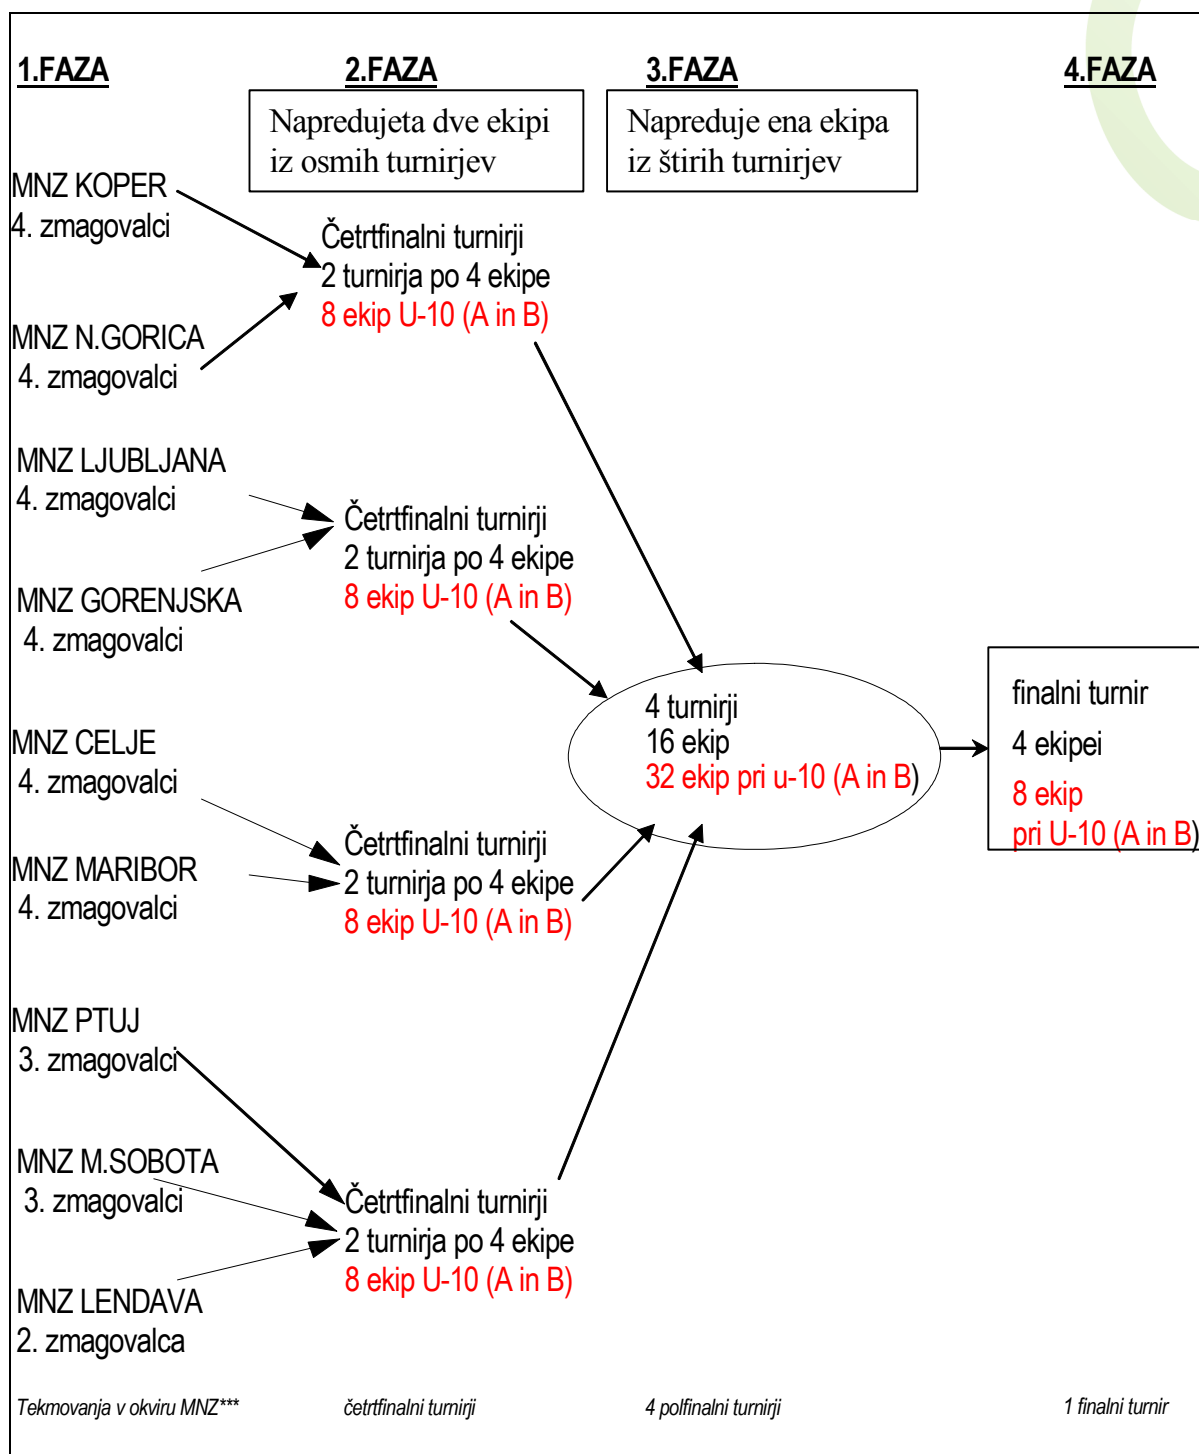 1.FAZA
2.FAZA
3.FAZA
4.FAZA
Napredujeta dve ekipi
iz osmih turnirjev
Napreduje ena ekipa
iz štirih turnirjev
MNZ KOPER
4. zmagovalci
MNZ N.GORICA
4. zmagovalci
Četrtfinalni turnirji
2 turnirja po 4 ekipe
8 ekip U-10 (A in B)
MNZ LJUBLJANA
4. zmagovalci
MNZ GORENJSKA
4. zmagovalci
Četrtfinalni turnirji
2 turnirja po 4 ekipe
8 ekip U-10 (A in B)
MNZ CELJE
4. zmagovalci
MNZ MARIBOR
4. zmagovalci
Četrtfinalni turnirji
2 turnirja po 4 ekipe
8 ekip U-10 (A in B)
MNZ PTUJ
3. zmagovalci
MNZ M.SOBOTA
3. zmagovalci
MNZ LENDAVA
2. zmagovalca
Četrtfinalni turnirji
2 turnirja po 4 ekipe
8 ekip U-10 (A in B)
4 turnirji
16 ekip
32 ekip pri u-10 (A in B)
finalni turnir
4 ekipei
8 ekip
pri U-10 (A in B)
Tekmovanja v okviru MNZ***
četrtfinalni turnirji
4 polfinalni turnirji
1 finalni turnir